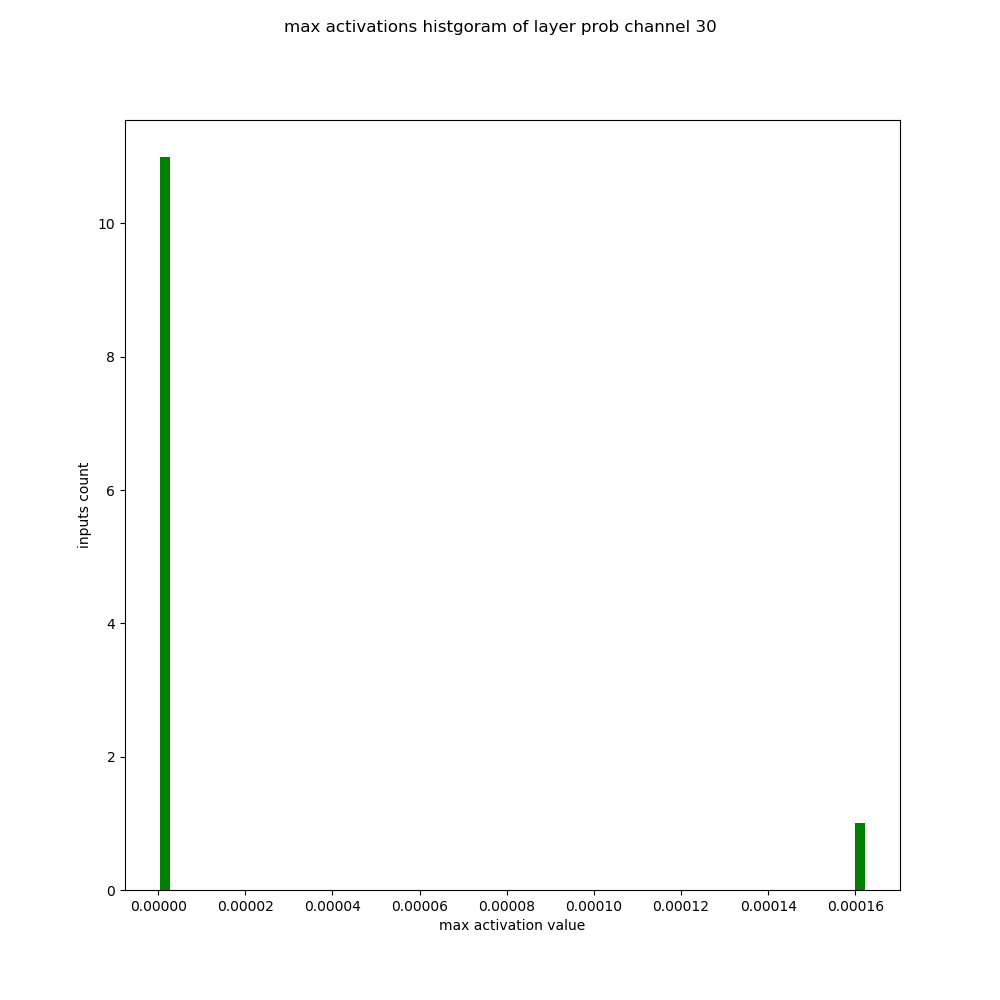 max activations histgoram of layer prob channel 30
inputs count
10
8
6
4
2
0
0.00000 0.00002 0.00004 0.00006 0.00008 0.00010 0.00012 0.00014 0.00016
max activation value